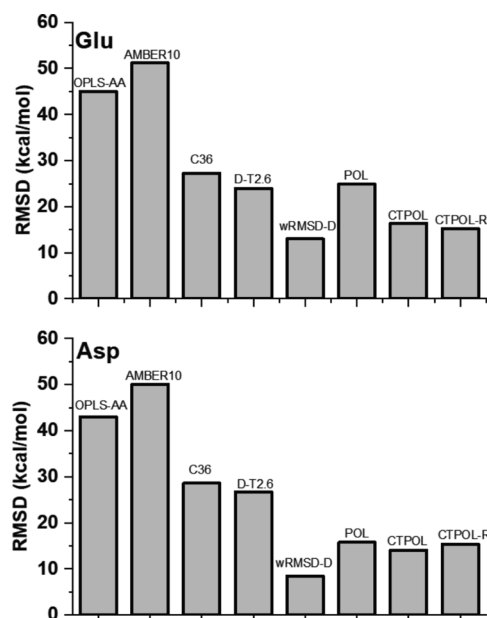 Glu
RMSD (kcal/mol)
60
50
40
30
20
10
0
OPLS-AA
AMBER10
C36
D-T2.6
wRMSD-D
POL
CTPOL
CTPOL-R
Asp
RMSD (kcal/mol)
60
50
40
30
20
10
0
OPLS-AA
AMBER10
C36
D-T2.6
wRMSD-D
POL
CTPOL
CTPOL-R